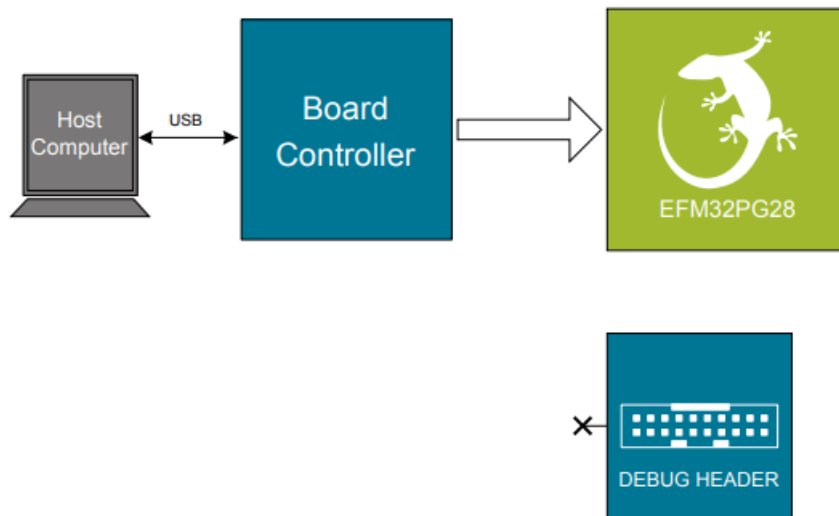 Host
Computer
USB
Board
Controller
EFM32PG28
DEBUG HEADER